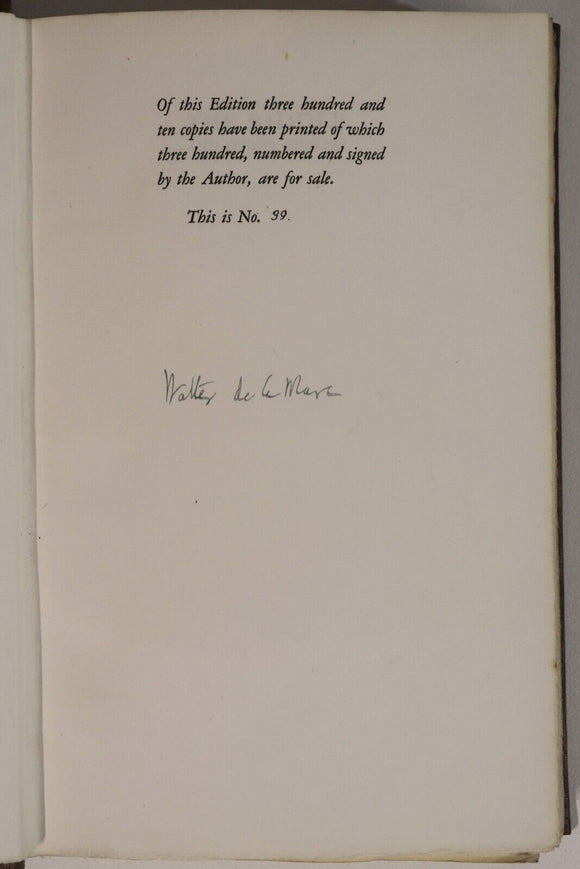 Of this Edition three hundred and
ten copies have been printed of which
three hundred, numbered and signed
by the Author, are for sale.
This is No. 39.
Walter de la Mare